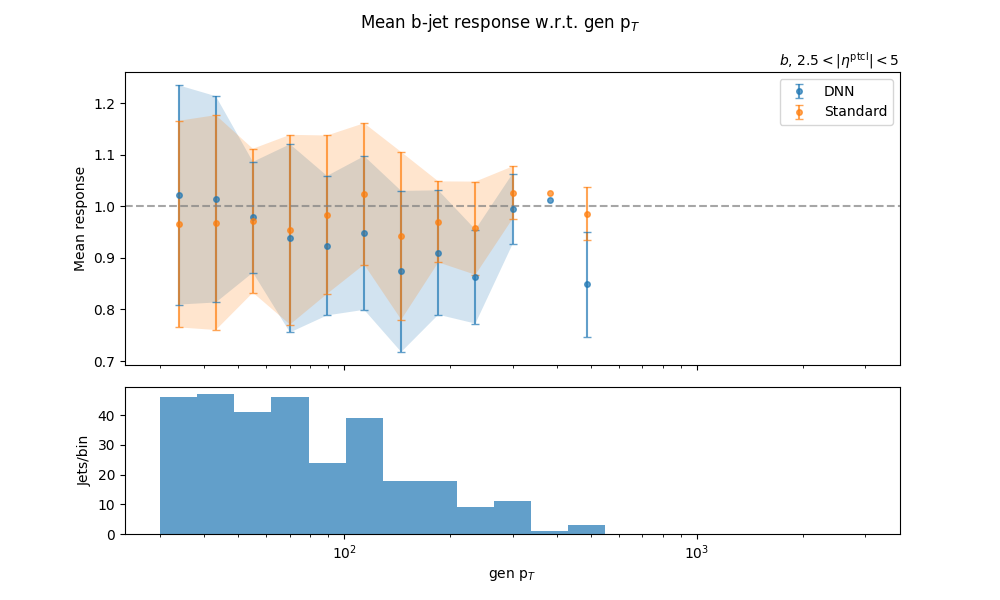 Mean b-jet response w.r.t. gen p_T
b, 2.5 < |η^ptcl| < 5
DNN
Standard
Mean response
1.2
1.1
1.0
0.9
0.8
0.7
Jets/bin
40
30
20
10
0
10^2
10^3
gen p_T